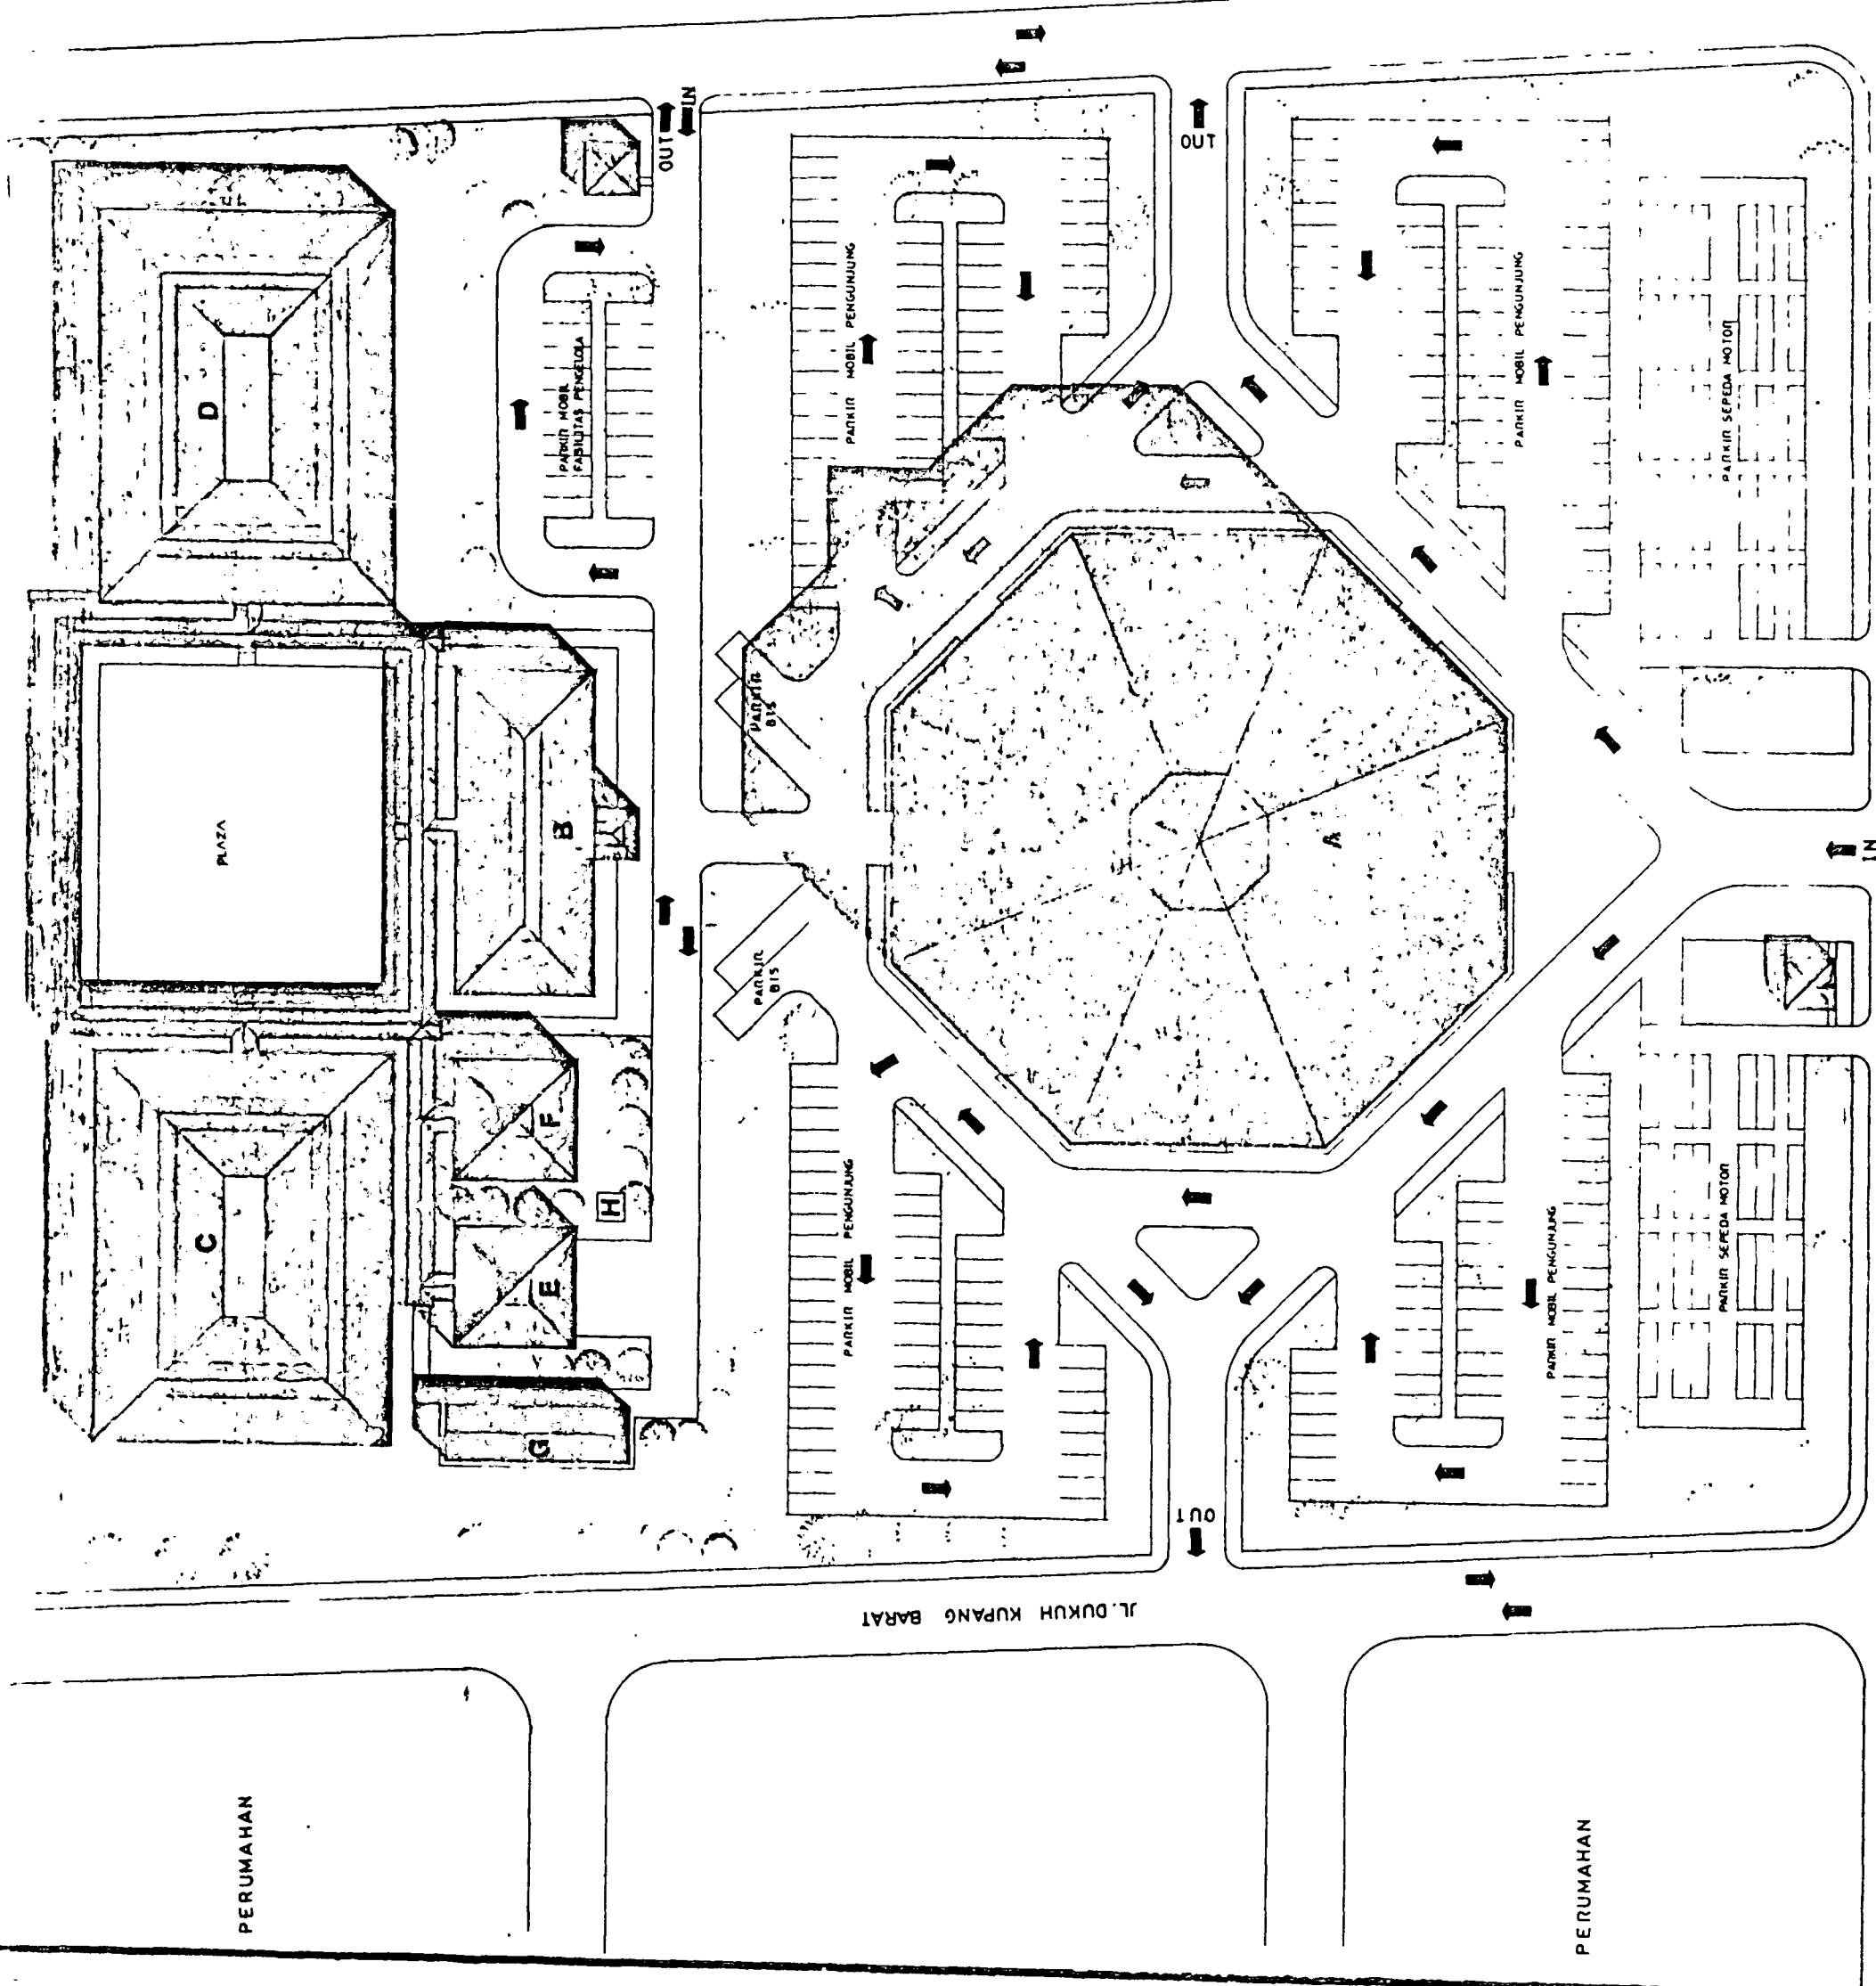 OUT
IN
OUT
D
PARKIR MOBIL
FASILITAS PENGELOLA
PARKIR MOBIL PENGUNJUNG
PARKIR MOBIL PENGUNJUNG
PARKIR SEPEDA MOTOR
PARKIR
BIS
PLAZA
B
A
IN
PARKIR
BIS
F
H
C
E
G
PARKIR MOBIL PENGUNJUNG
PARKIR MOBIL PENGUNJUNG
PARKIR SEPEDA MOTOR
OUT
JL. DUKUH KUPANG BARAT
PERUMAHAN
PERUMAHAN